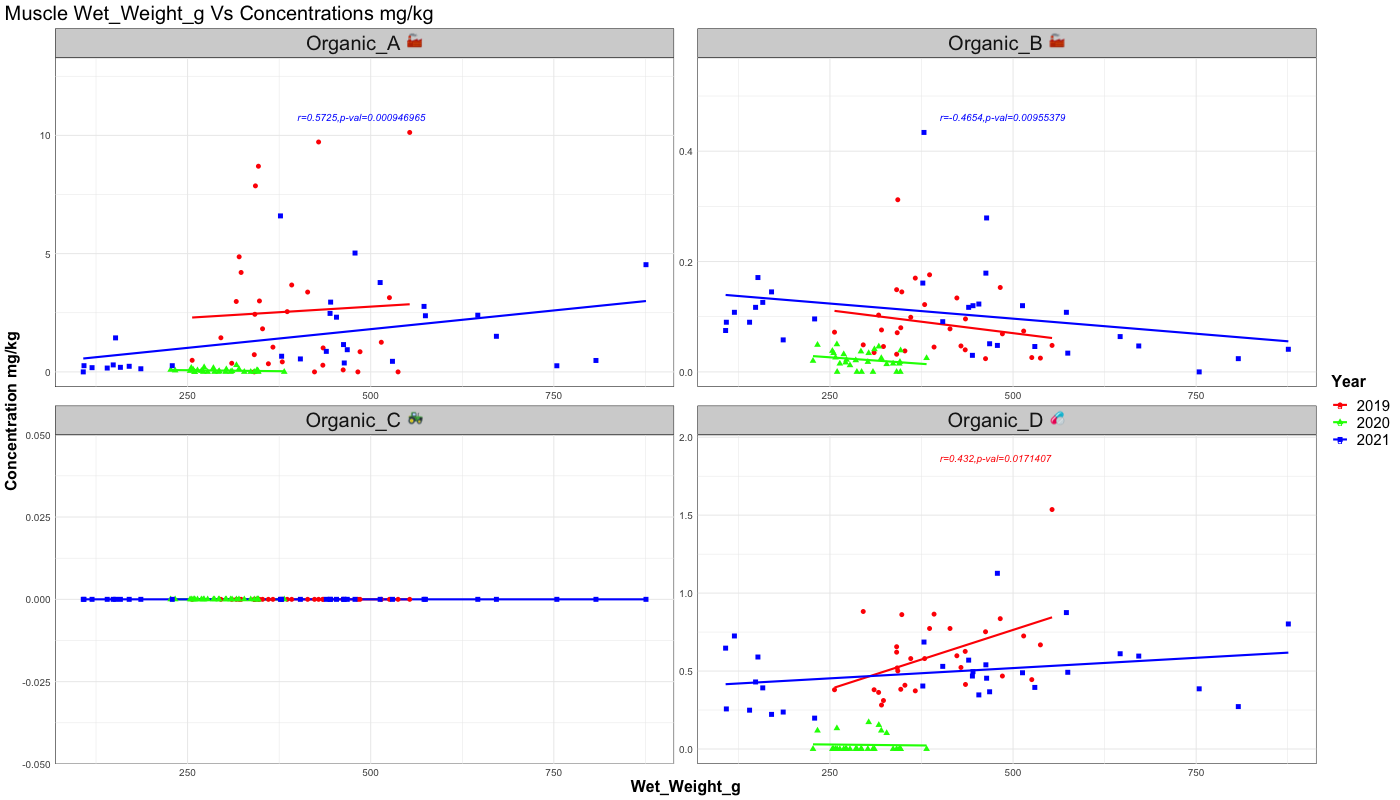 Muscle Wet_Weight_g Vs Concentrations mg/kg
Organic_A
r=0.5725,p-val=0.000946965
10
5
0
250
500
750
Organic_B
r=-0.4654,p-val=0.00955379
0.4
0.2
0.0
250
500
750
Organic_C
0.050
0.025
0.000
-0.025
-0.050
250
500
750
Organic_D
r=0.432,p-val=0.0171407
2.0
1.5
1.0
0.5
0.0
250
500
750
Concentration mg/kg
Wet_Weight_g
Year
2019
2020
2021